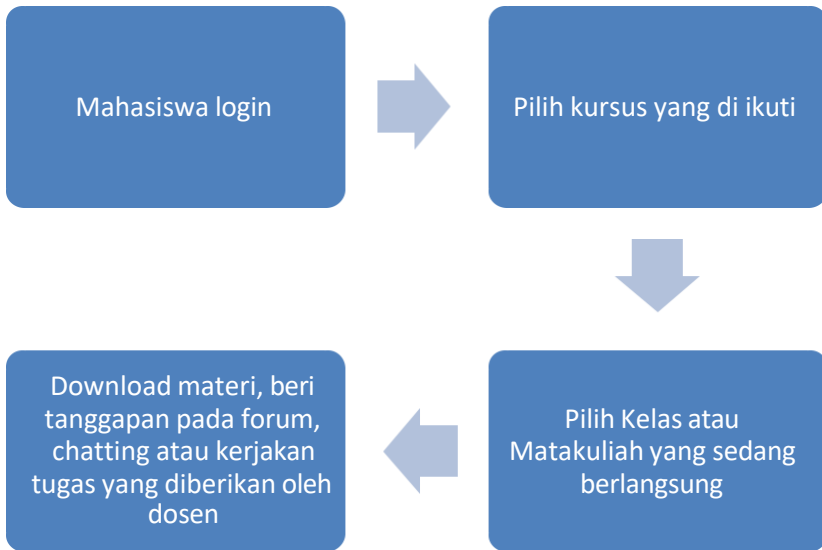 Mahasiswa login
Pilih kursus yang di ikuti
Pilih Kelas atau
Matakuliah yang sedang
berlangsung
Download materi, beri
tanggapan pada forum,
chatting atau kerjakan
tugas yang diberikan oleh
dosen